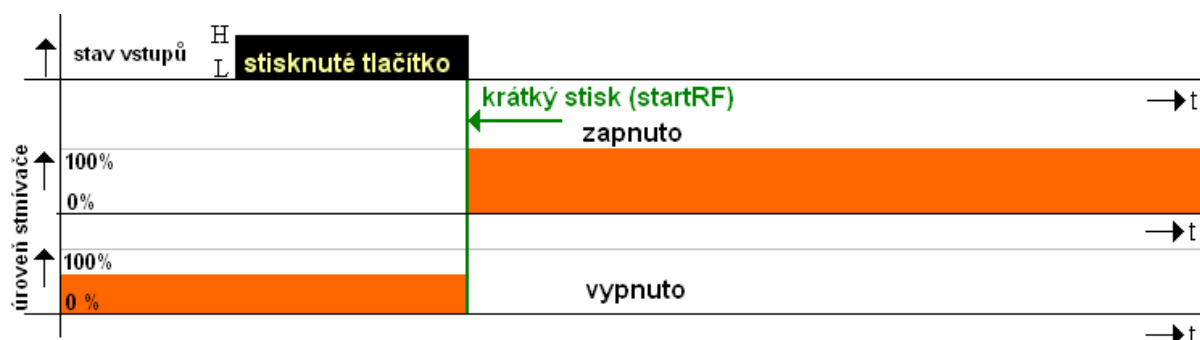 stav vstupů
H
L
stisknuté tlačítko
krátký stisk (startRF)
t
zapnuto
úroveň stmívače
100%
0%
t
100%
0 %
vypnuto
t